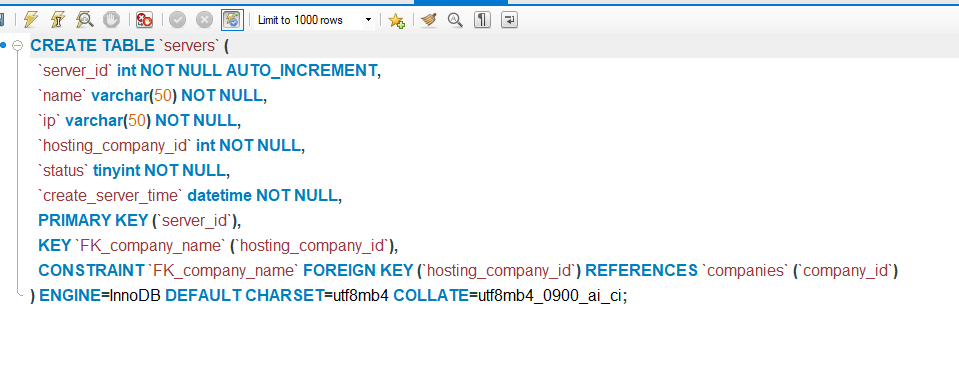 Limit to 1000 rows
CREATE TABLE `servers` (
`server_id` int NOT NULL AUTO_INCREMENT,
`name` varchar(50) NOT NULL,
`ip` varchar(50) NOT NULL,
`hosting_company_id` int NOT NULL,
`status` tinyint NOT NULL,
`create_server_time` datetime NOT NULL,
PRIMARY KEY (`server_id`),
KEY `FK_company_name` (`hosting_company_id`),
CONSTRAINT `FK_company_name` FOREIGN KEY (`hosting_company_id`) REFERENCES `companies` (`company_id`)
) ENGINE=InnoDB DEFAULT CHARSET=utf8mb4 COLLATE=utf8mb4_0900_ai_ci;